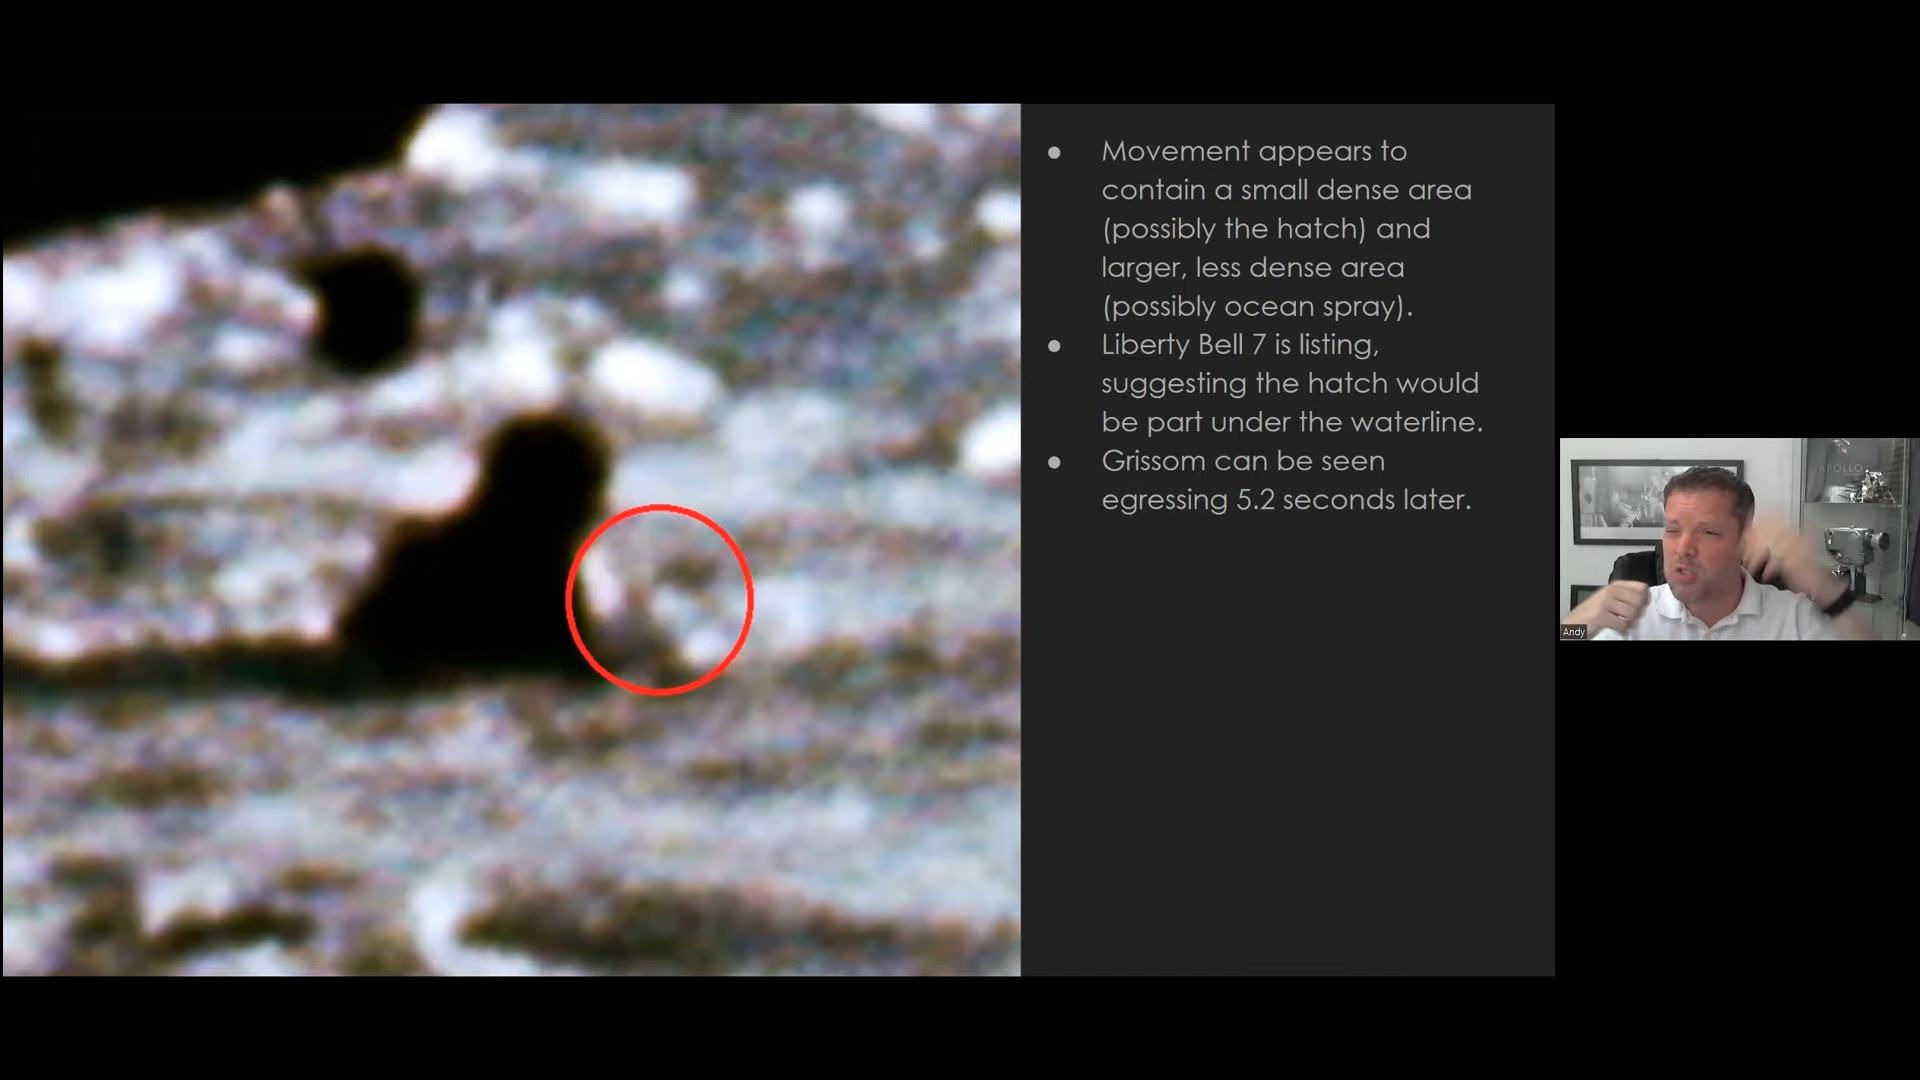 ● Movement appears to
contain a small dense area
(possibly the hatch) and
larger, less dense area
(possibly ocean spray).
● Liberty Bell 7 is listing,
suggesting the hatch would
be part under the waterline.
● Grissom can be seen
egressing 5.2 seconds later.
APOLLO
Andy